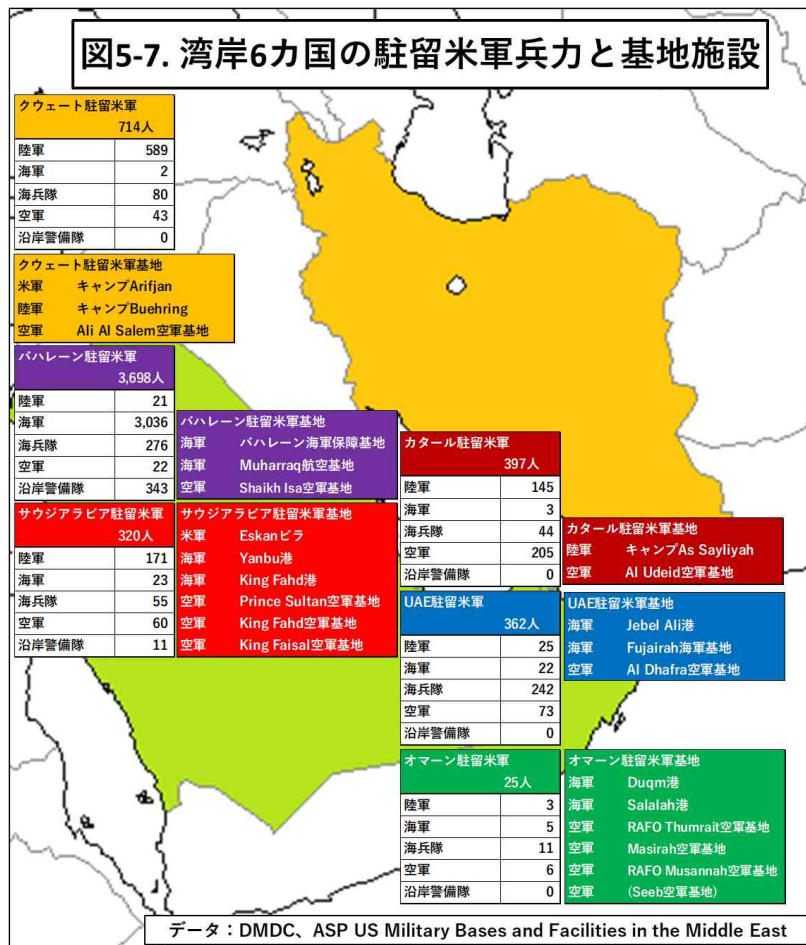 図5-7. 湾岸6カ国の駐留米軍兵力と基地施設
クウェート駐留米軍
714人
陸軍 589
海軍 2
海兵隊 80
空軍 43
沿岸警備隊 0
クウェート駐留米軍基地
米軍 キャンプArifjan
陸軍 キャンプBuehring
空軍 Ali Al Salem空軍基地
バハレーン駐留米軍
3,698人
陸軍 21
海軍 3,036
海兵隊 276
空軍 22
沿岸警備隊 343
バハレーン駐留米軍基地
海軍 バハレーン海軍保障基地
海軍 Muharraq航空基地
空軍 Shaikh Isa空軍基地
カタール駐留米軍
397人
陸軍 145
海軍 3
海兵隊 44
空軍 205
沿岸警備隊 0
カタール駐留米軍基地
陸軍 キャンプAs Sayliyah
空軍 Al Udeid空軍基地
サウジアラビア駐留米軍
320人
陸軍 171
海軍 23
海兵隊 55
空軍 60
沿岸警備隊 11
サウジアラビア駐留米軍基地
米軍 Eskanビラ
海軍 Yanbu港
海軍 King Fahd港
空軍 Prince Sultan空軍基地
空軍 King Fahd空軍基地
空軍 King Faisal空軍基地
UAE駐留米軍
362人
陸軍 25
海軍 22
海兵隊 242
空軍 73
沿岸警備隊 0
UAE駐留米軍基地
海軍 Jebel Ali港
海軍 Fujairah海軍基地
空軍 Al Dhafra空軍基地
オマーン駐留米軍
25人
陸軍 3
海軍 5
海兵隊 11
空軍 6
沿岸警備隊 0
オマーン駐留米軍基地
海軍 Duqm港
海軍 Salalah港
空軍 RAFO Thumrait空軍基地
空軍 Masirah空軍基地
空軍 RAFO Musannah空軍基地
空軍 (Seeb空軍基地)
データ：DMDC、ASP US Military Bases and Facilities in the Middle East